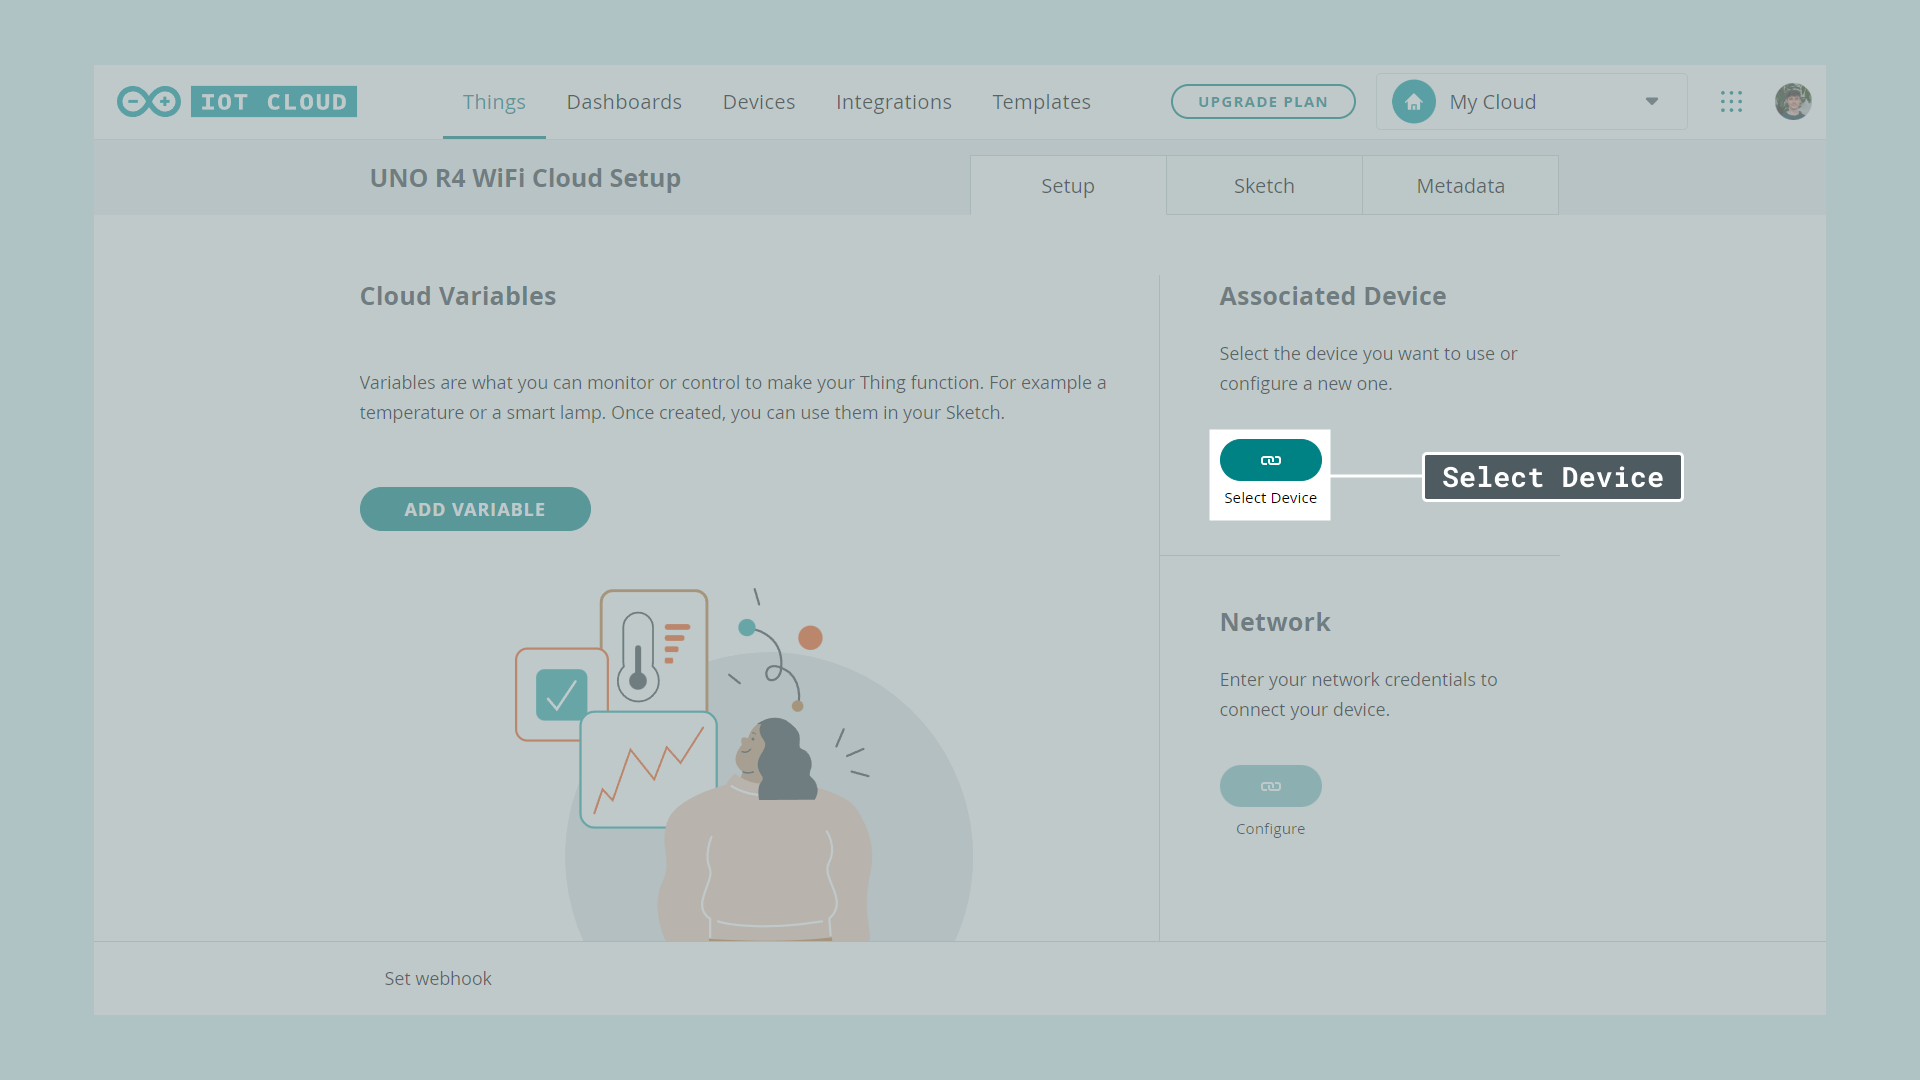 IOT CLOUD
Things
Dashboards
Devices
Integrations
Templates
UPGRADE PLAN
My Cloud
UNO R4 WiFi Cloud Setup
Setup
Sketch
Metadata
Cloud Variables
Variables are what you can monitor or control to make your Thing function. For example a
temperature or a smart lamp. Once created, you can use them in your Sketch.
ADD VARIABLE
Associated Device
Select the device you want to use or
configure a new one.
Select Device
Select Device
Network
Enter your network credentials to
connect your device.
Configure
Set webhook